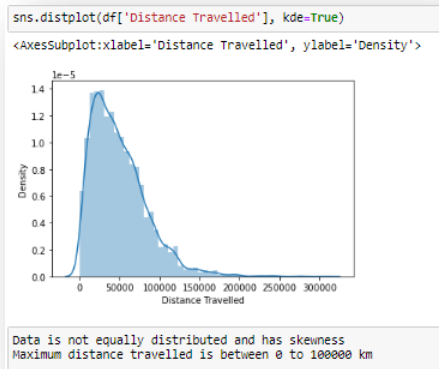 sns.distplot(df['Distance Travelled'], kde=True)
<AxesSubplot:xlabel='Distance Travelled', ylabel='Density'>
1e-5
1.4
1.2
1.0
0.8
0.6
0.4
0.2
0.0
Density
0 50000 100000 150000 200000 250000 300000
Distance Travelled
Data is not equally distributed and has skewness
Maximum distance travelled is between 0 to 100000 km